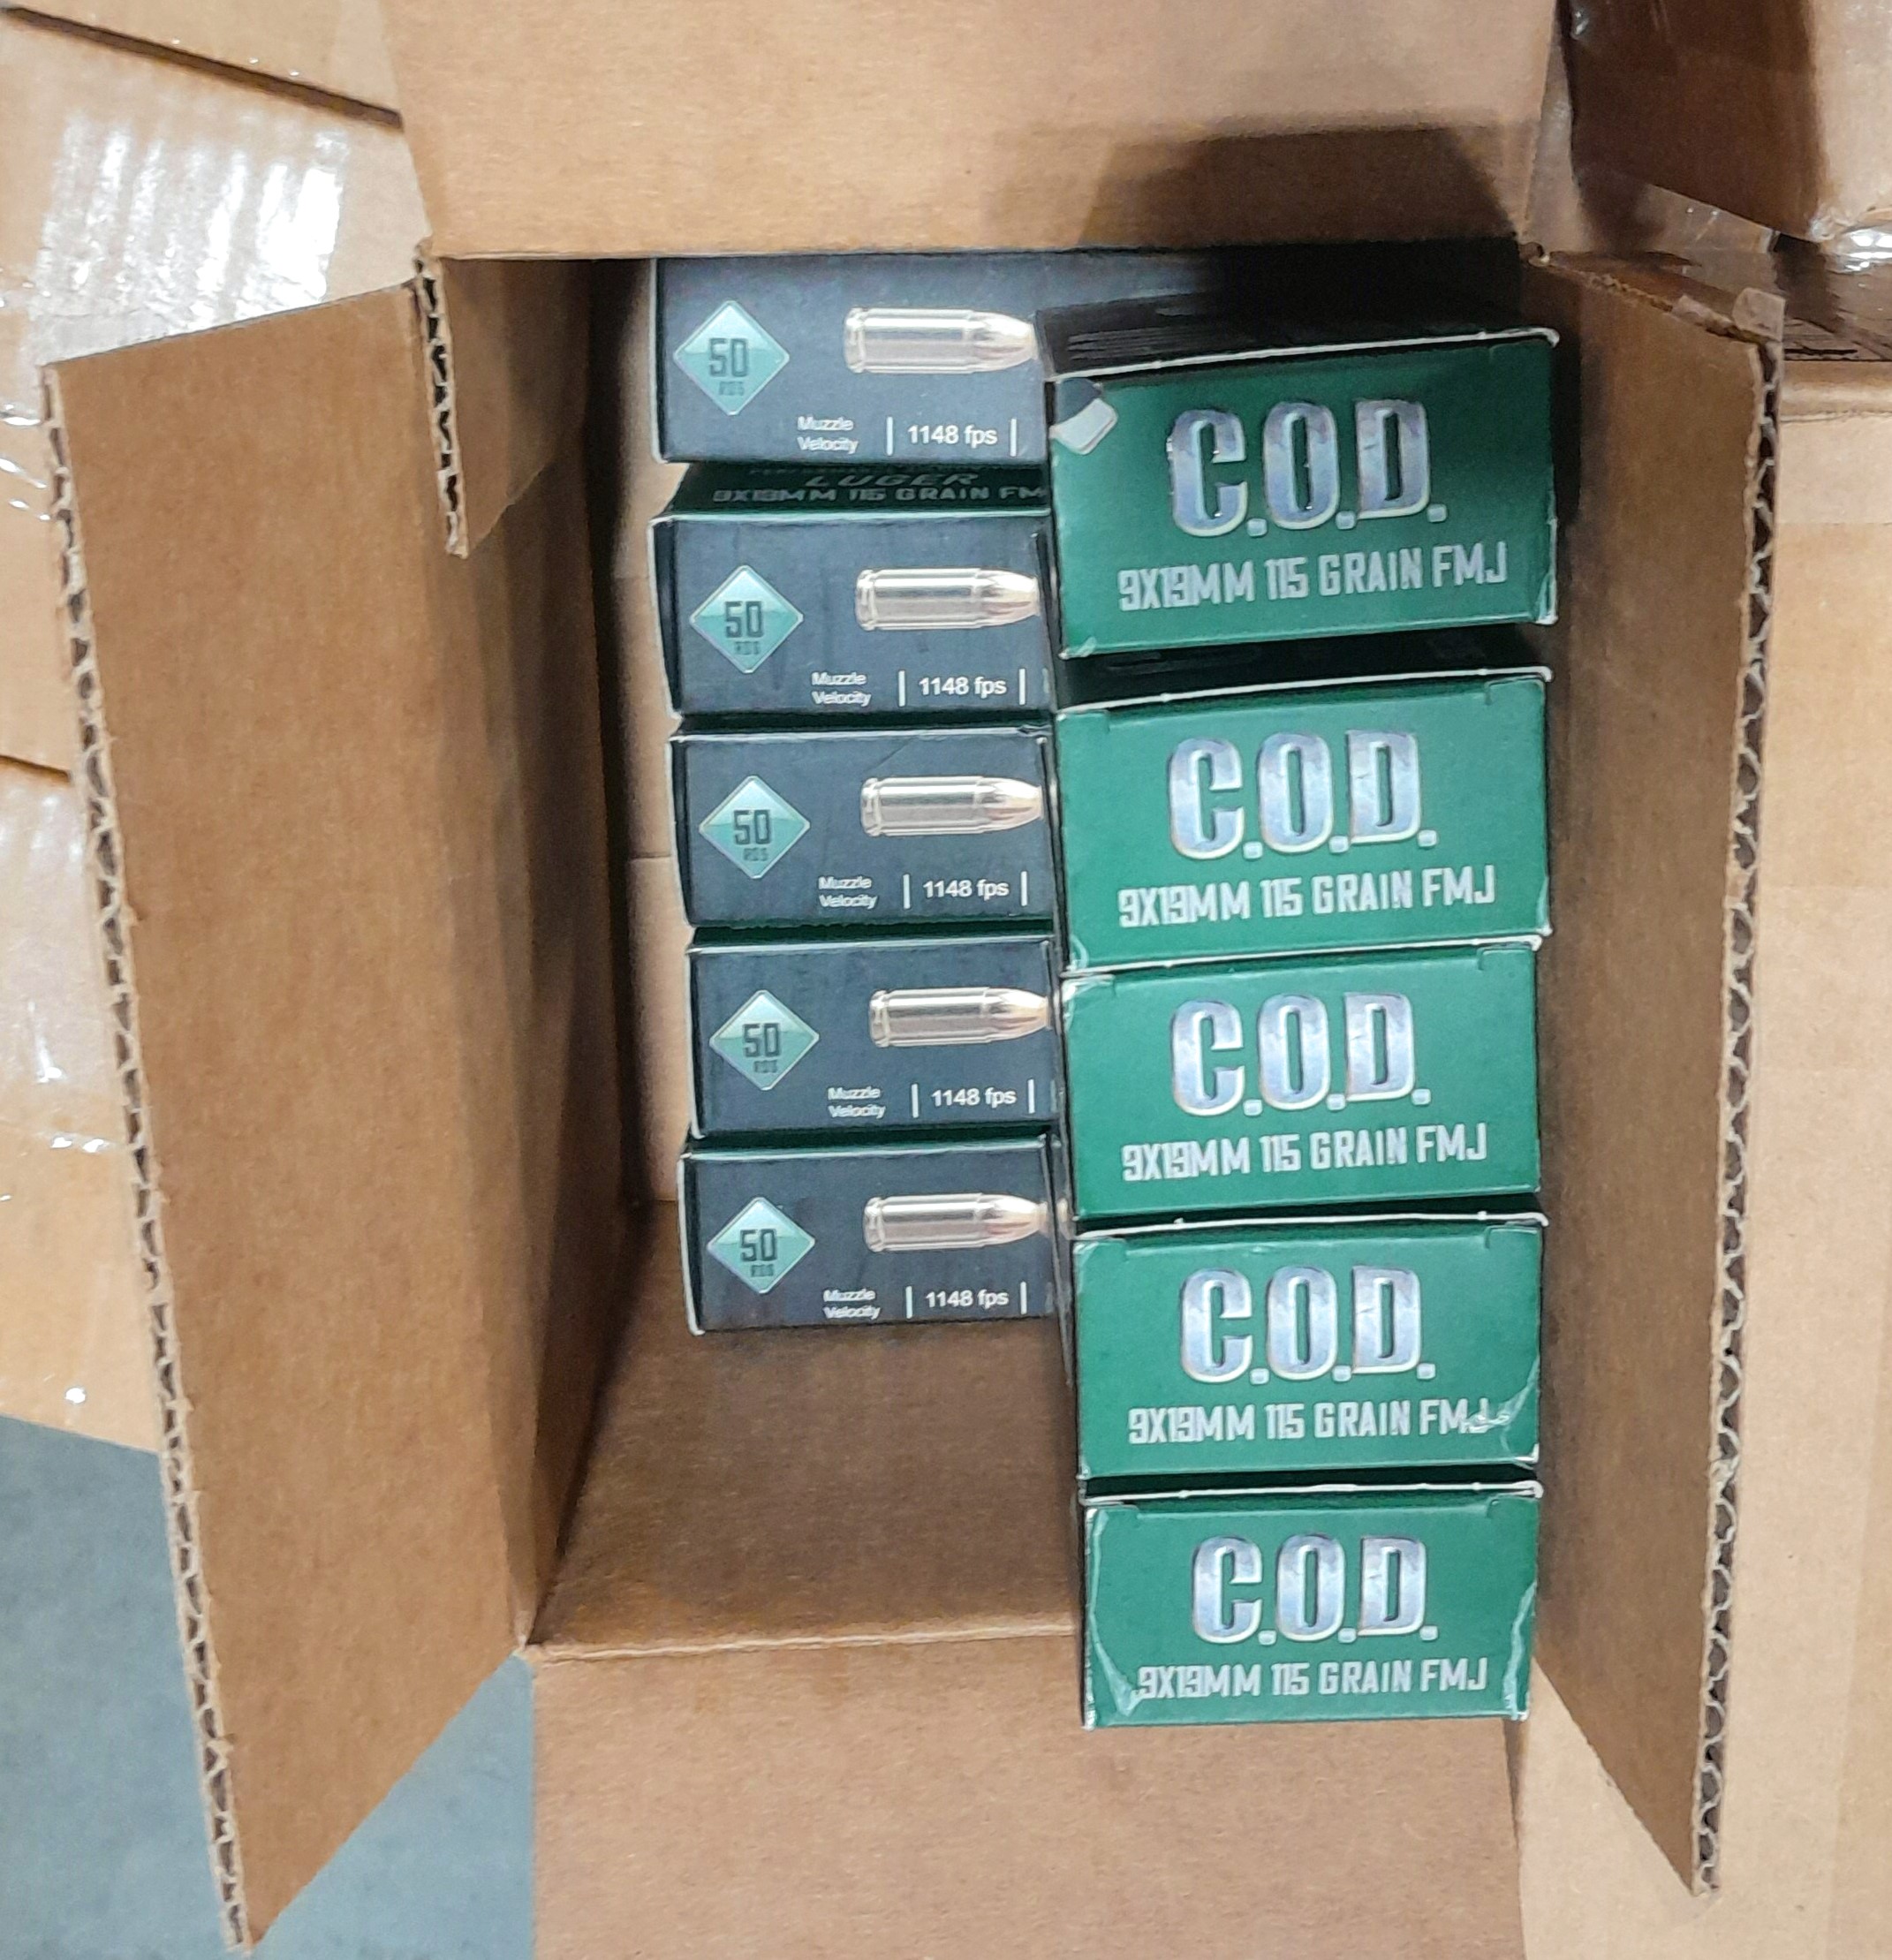 50
RDS
Muzzle
Velocity
1148 fps
LUGER
9X19MM 115 GRAIN FM
50
RDS
Muzzle
Velocity
1148 fps
50
RDS
Muzzle
Velocity
1148 fps
50
RDS
Muzzle
Velocity
1148 fps
50
RDS
Muzzle
Velocity
1148 fps
C.O.D.
9X19MM 115 GRAIN FMJ
C.O.D.
9X19MM 115 GRAIN FMJ
C.O.D.
9X19MM 115 GRAIN FMJ
C.O.D.
9X19MM 115 GRAIN FMJ
C.O.D.
9X19MM 115 GRAIN FMJ